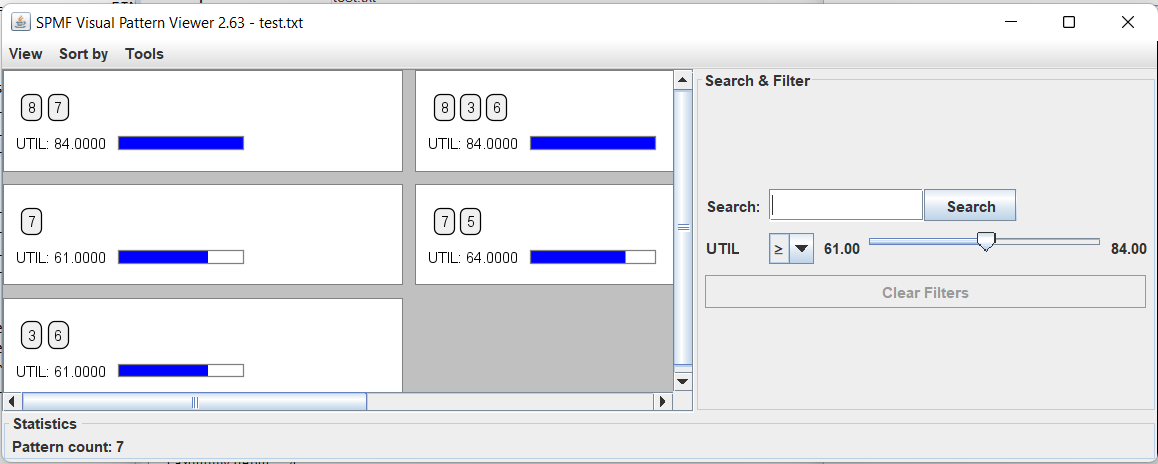 SPMF Visual Pattern Viewer 2.63 - test.txt
View Sort by Tools
8 7
UTIL: 84.0000
8 3 6
UTIL: 84.0000
7
UTIL: 61.0000
7 5
UTIL: 64.0000
3 6
UTIL: 61.0000
Search & Filter
Search: Search
UTIL ≥ 61.00 84.00
Clear Filters
Statistics
Pattern count: 7